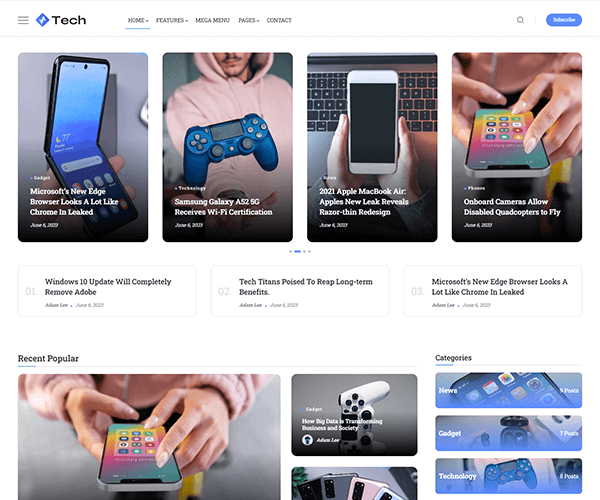 Tech
HOME FEATURES MEGA MENU PAGES CONTACT
Subscribe
Gadget
Microsoft's New Edge
Browser Looks A Lot Like
Chrome In Leaked
June 6, 2023
Technology
Samsung Galaxy A52 5G
Receives Wi-Fi Certification
June 6, 2023
News
2021 Apple MacBook Air:
Apples New Leak Reveals
Razor-thin Redesign
June 6, 2023
Phones
Onboard Cameras Allow
Disabled Quadcopters to Fly
June 6, 2023
01.
Windows 10 Update Will Completely
Remove Adobe
Adam Lee June 6, 2023
02.
Tech Titans Poised To Reap Long-term
Benefits.
Adam Lee June 6, 2023
03.
Microsoft's New Edge Browser Looks A
Lot Like Chrome In Leaked
Adam Lee June 6, 2023
Recent Popular
Gadget
How Big Data is Transforming
Business and Society
Adam Lee
Categories
News 9 Posts
Gadget 7 Posts
Technology 8 Posts